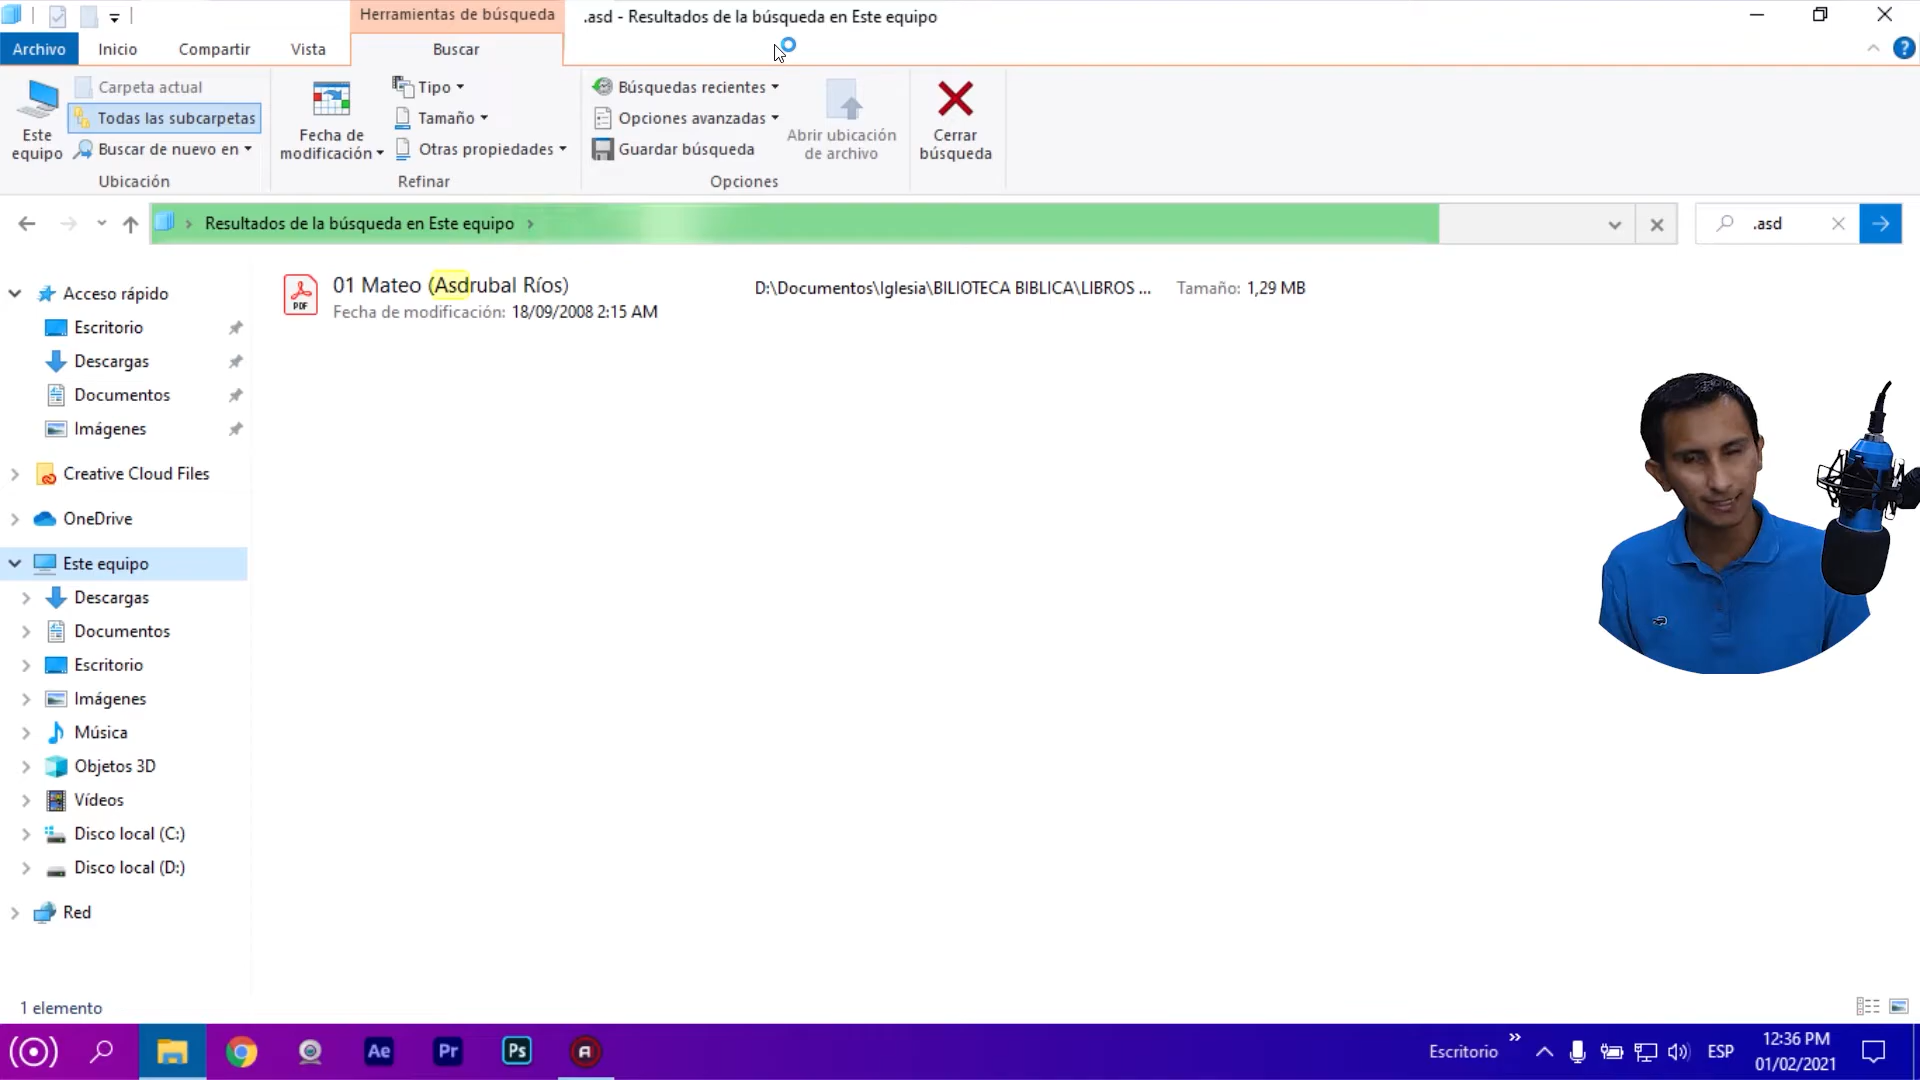 Herramientas de búsqueda
.asd - Resultados de la búsqueda en Este equipo
Archivo
Inicio
Compartir
Vista
Buscar
Este equipo
Carpeta actual
Todas las subcarpetas
Buscar de nuevo en
Ubicación
Fecha de modificación
Tipo
Tamaño
Otras propiedades
Refinar
Búsquedas recientes
Opciones avanzadas
Guardar búsqueda
Abrir ubicación de archivo
Opciones
Cerrar búsqueda
Resultados de la búsqueda en Este equipo
.asd
Acceso rápido
Escritorio
Descargas
Documentos
Imágenes
Creative Cloud Files
OneDrive
Este equipo
Descargas
Documentos
Escritorio
Imágenes
Música
Objetos 3D
Vídeos
Disco local (C:)
Disco local (D:)
Red
PDF
01 Mateo (Asdrubal Ríos)
Fecha de modificación: 18/09/2008 2:15 AM
D:\Documentos\Iglesia\BILIOTECA BIBLICA\LIBROS ...
Tamaño: 1,29 MB
1 elemento
Ae
Pr
Ps
Escritorio
ESP
12:36 PM
01/02/2021